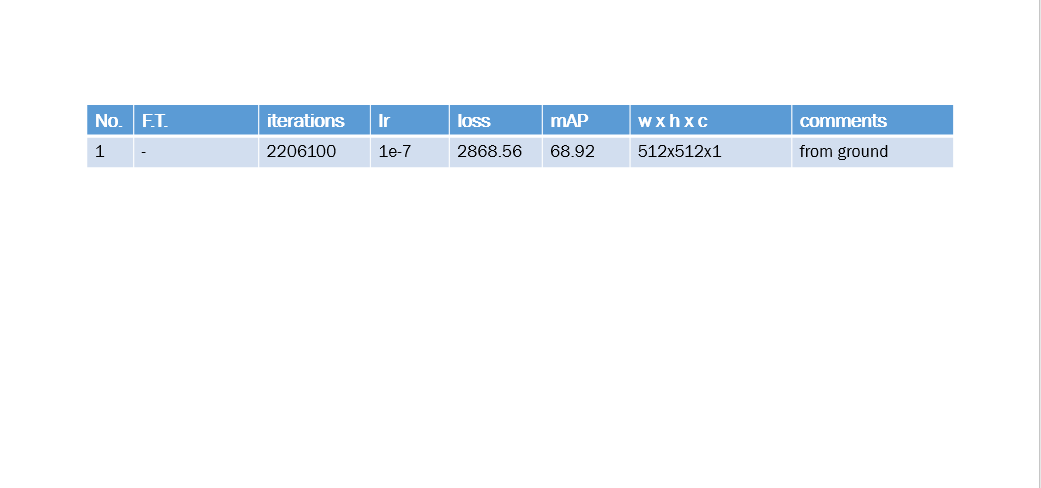 No. F.T. iterations lr loss mAP w x h x c comments
1 - 2206100 1e-7 2868.56 68.92 512x512x1 from ground